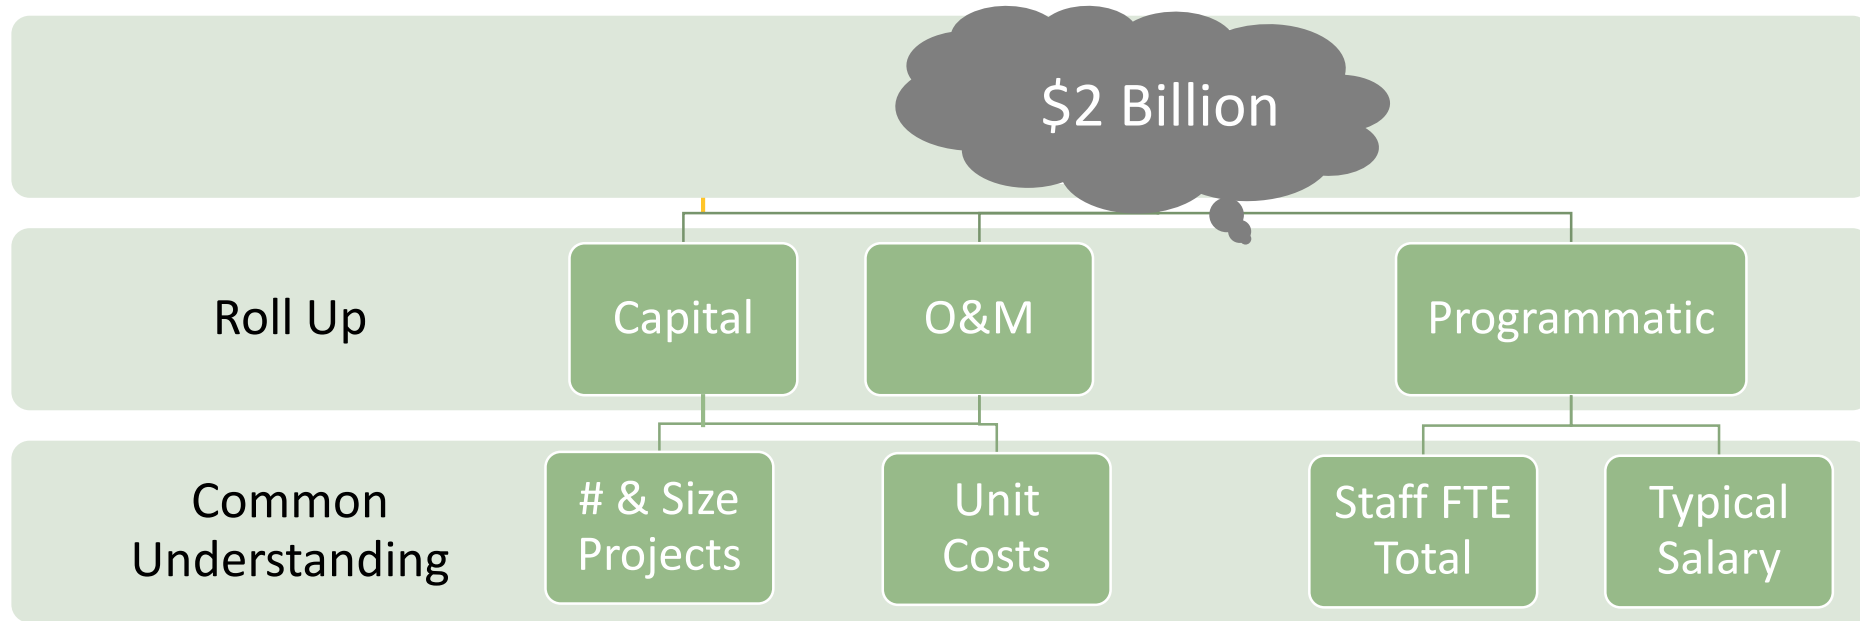 $2 Billion
Roll Up
Capital
O&M
Programmatic
Common
Understanding
# & Size
Projects
Unit
Costs
Staff FTE
Total
Typical
Salary